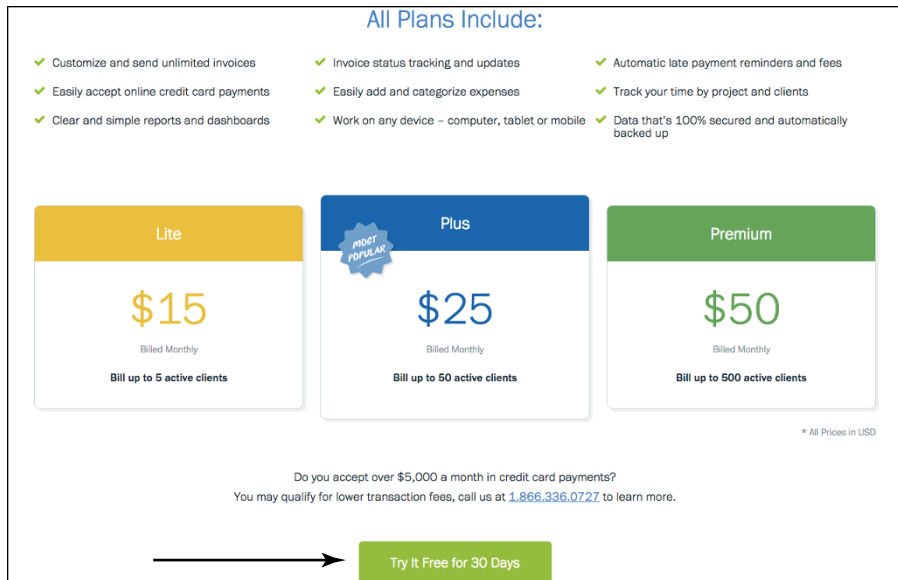 All Plans Include:
Customize and send unlimited invoices
Easily accept online credit card payments
Clear and simple reports and dashboards
Invoice status tracking and updates
Easily add and categorize expenses
Work on any device – computer, tablet or mobile
Automatic late payment reminders and fees
Track your time by project and clients
Data that's 100% secured and automatically
backed up
Lite
$15
Billed Monthly
Bill up to 5 active clients
MOST
POPULAR
Plus
$25
Billed Monthly
Bill up to 50 active clients
Premium
$50
Billed Monthly
Bill up to 500 active clients
* All Prices in USD
Do you accept over $5,000 a month in credit card payments?
You may qualify for lower transaction fees, call us at 1.866.336.0727 to learn more.
Try It Free for 30 Days